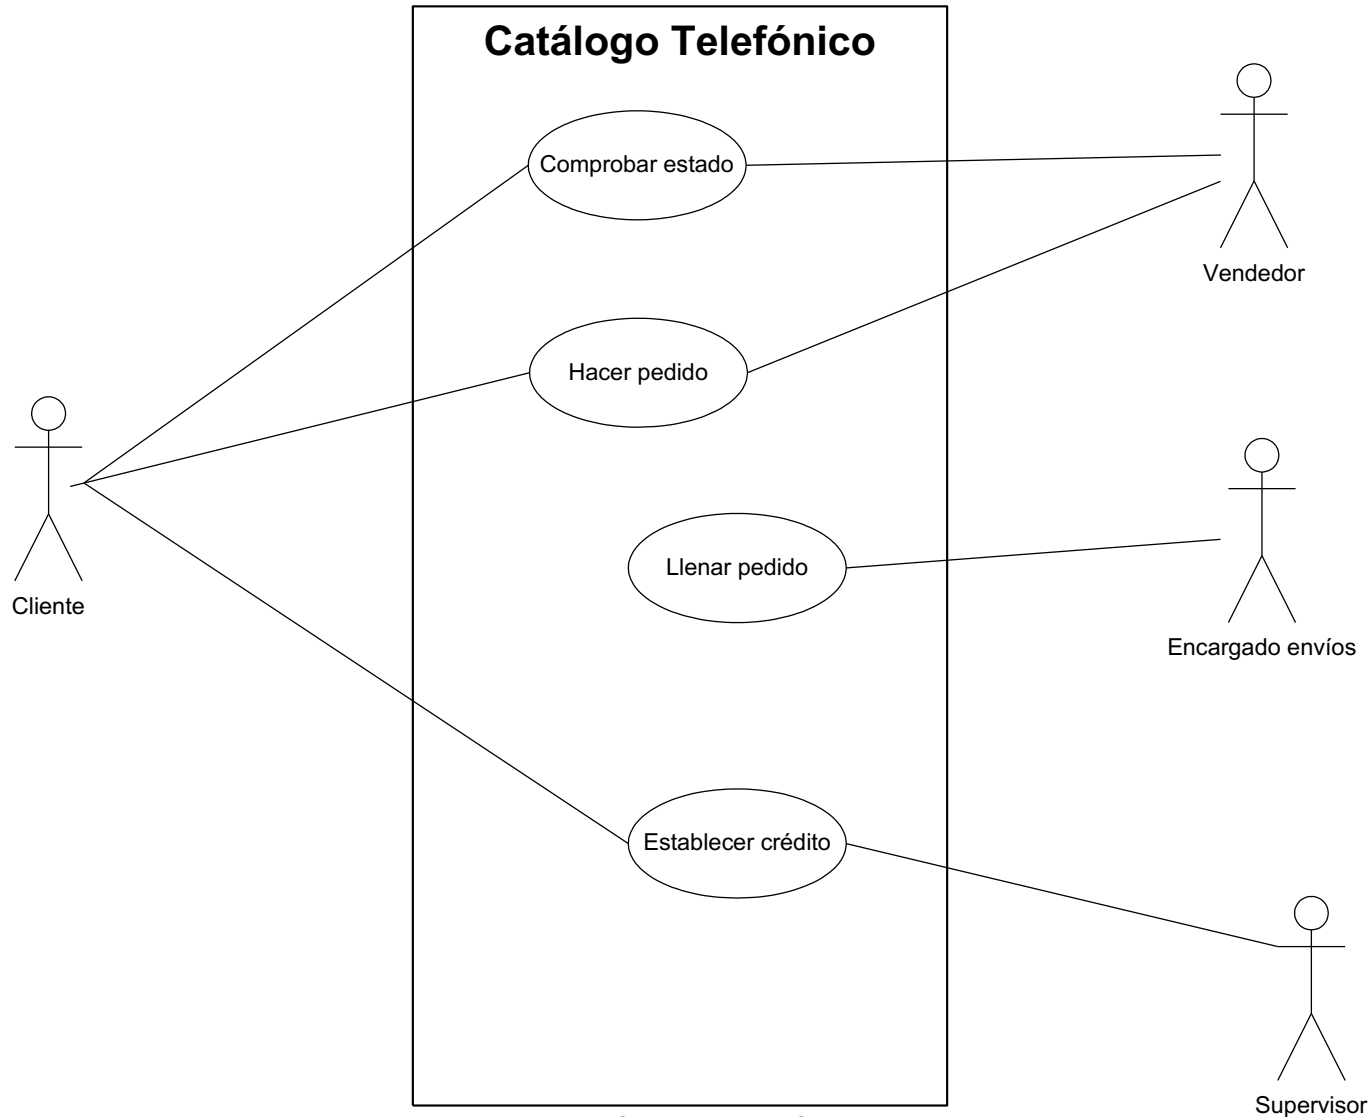 Catálogo Telefónico
Comprobar estado
Vendedor
Hacer pedido
Cliente
Llenar pedido
Encargado envíos
Establecer crédito
Supervisor